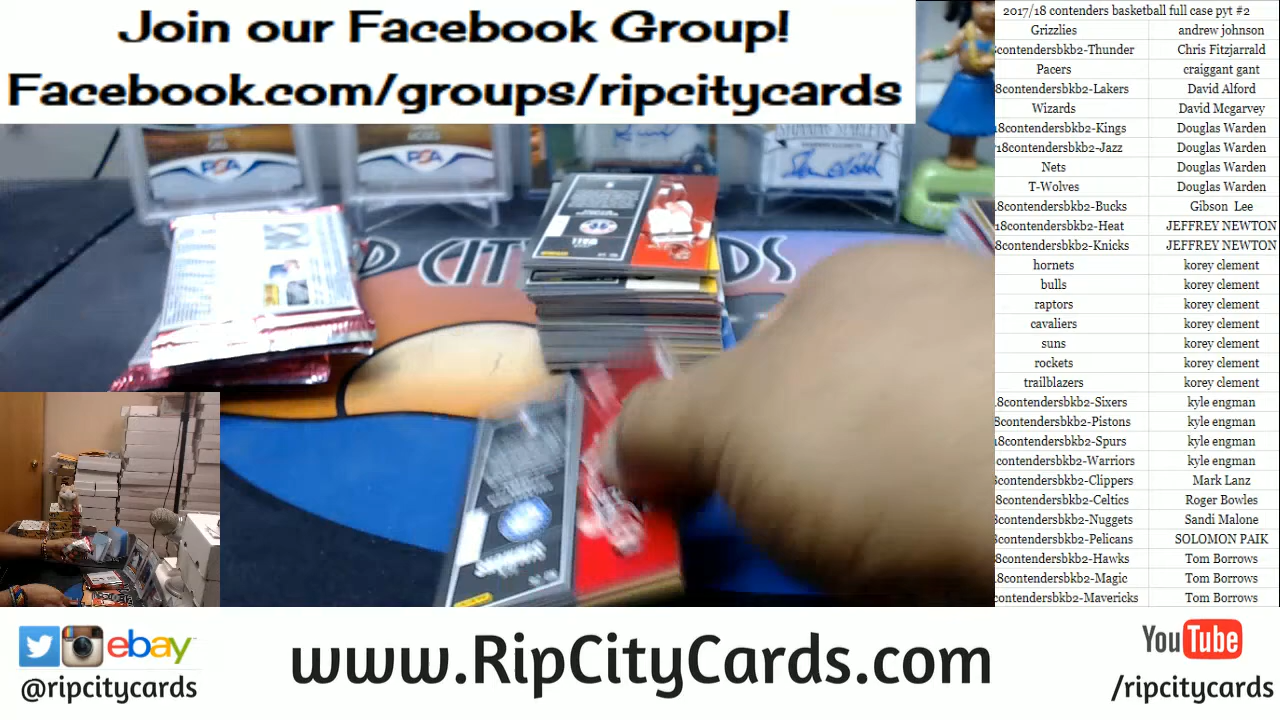 Join our Facebook Group!
Facebook.com/groups/ripcitycards
2017/18 contenders basketball full case pyt #2
Grizzlies andrew johnson
8contendersbkb2-Thunder Chris Fitzjarrald
Pacers craiggant gant
8contendersbkb2-Lakers David Alford
Wizards David Mcgarvey
18contendersbkb2-Kings Douglas Warden
18contendersbkb2-Jazz Douglas Warden
Nets Douglas Warden
T-Wolves Douglas Warden
8contendersbkb2-Bucks Gibson Lee
18contendersbkb2-Heat JEFFREY NEWTON
8contendersbkb2-Knicks JEFFREY NEWTON
hornets korey clement
bulls korey clement
raptors korey clement
cavaliers korey clement
suns korey clement
rockets korey clement
trailblazers korey clement
18contendersbkb2-Sixers kyle engman
8contendersbkb2-Pistons kyle engman
18contendersbkb2-Spurs kyle engman
contendersbkb2-Warriors kyle engman
8contendersbkb2-Clippers Mark Lanz
8contendersbkb2-Celtics Roger Bowles
8contendersbkb2-Nuggets Sandi Malone
8contendersbkb2-Pelicans SOLOMON PAIK
8contendersbkb2-Hawks Tom Borrows
8contendersbkb2-Magic Tom Borrows
contendersbkb2-Mavericks Tom Borrows
PSA
PSA
CIT
DS
ebay
@ripcitycards
www.RipCityCards.com
YouTube
/ripcitycards